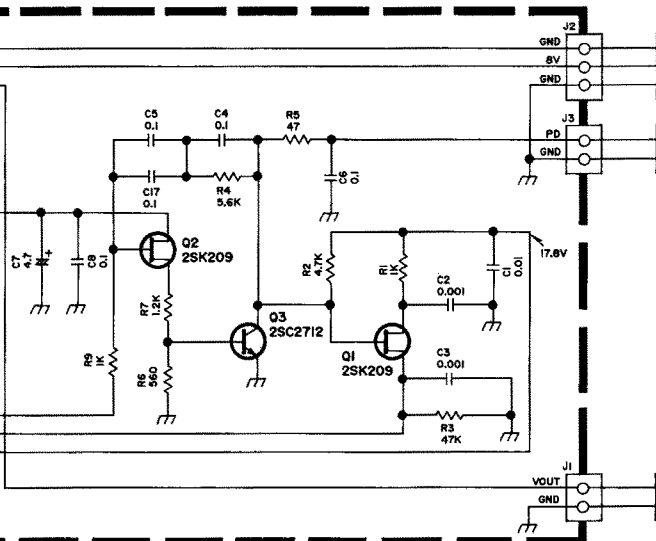 J2
GND
8V
GND
J3
PD
GND
C5
0.1
C4
0.1
R5
47
C17
0.1
R4
5.6K
C6
0.1
C7
4.7
+
C8
0.1
Q2
2SK209
R7
1.2K
R9
1K
R6
560
Q3
2SC2712
R2
4.7K
R1
1K
C2
0.001
C1
0.01
17.8V
Q1
2SK209
C3
0.001
R3
47K
J1
VOUT
GND